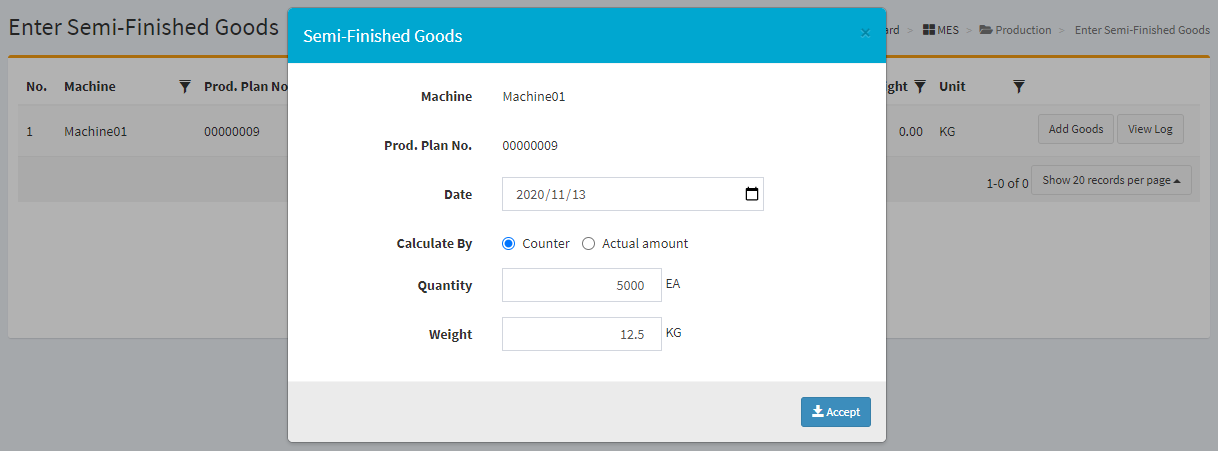 Enter Semi-Finished Goods
MES > Production > Enter Semi-Finished Goods
No. Machine Prod. Plan No Unit
1 Machine01 00000009 0.00 KG Add Goods View Log
1-0 of 0 Show 20 records per page
Semi-Finished Goods ×
Machine Machine01
Prod. Plan No. 00000009
Date 2020/11/13
Calculate By Counter Actual amount
Quantity 5000 EA
Weight 12.5 KG
Accept